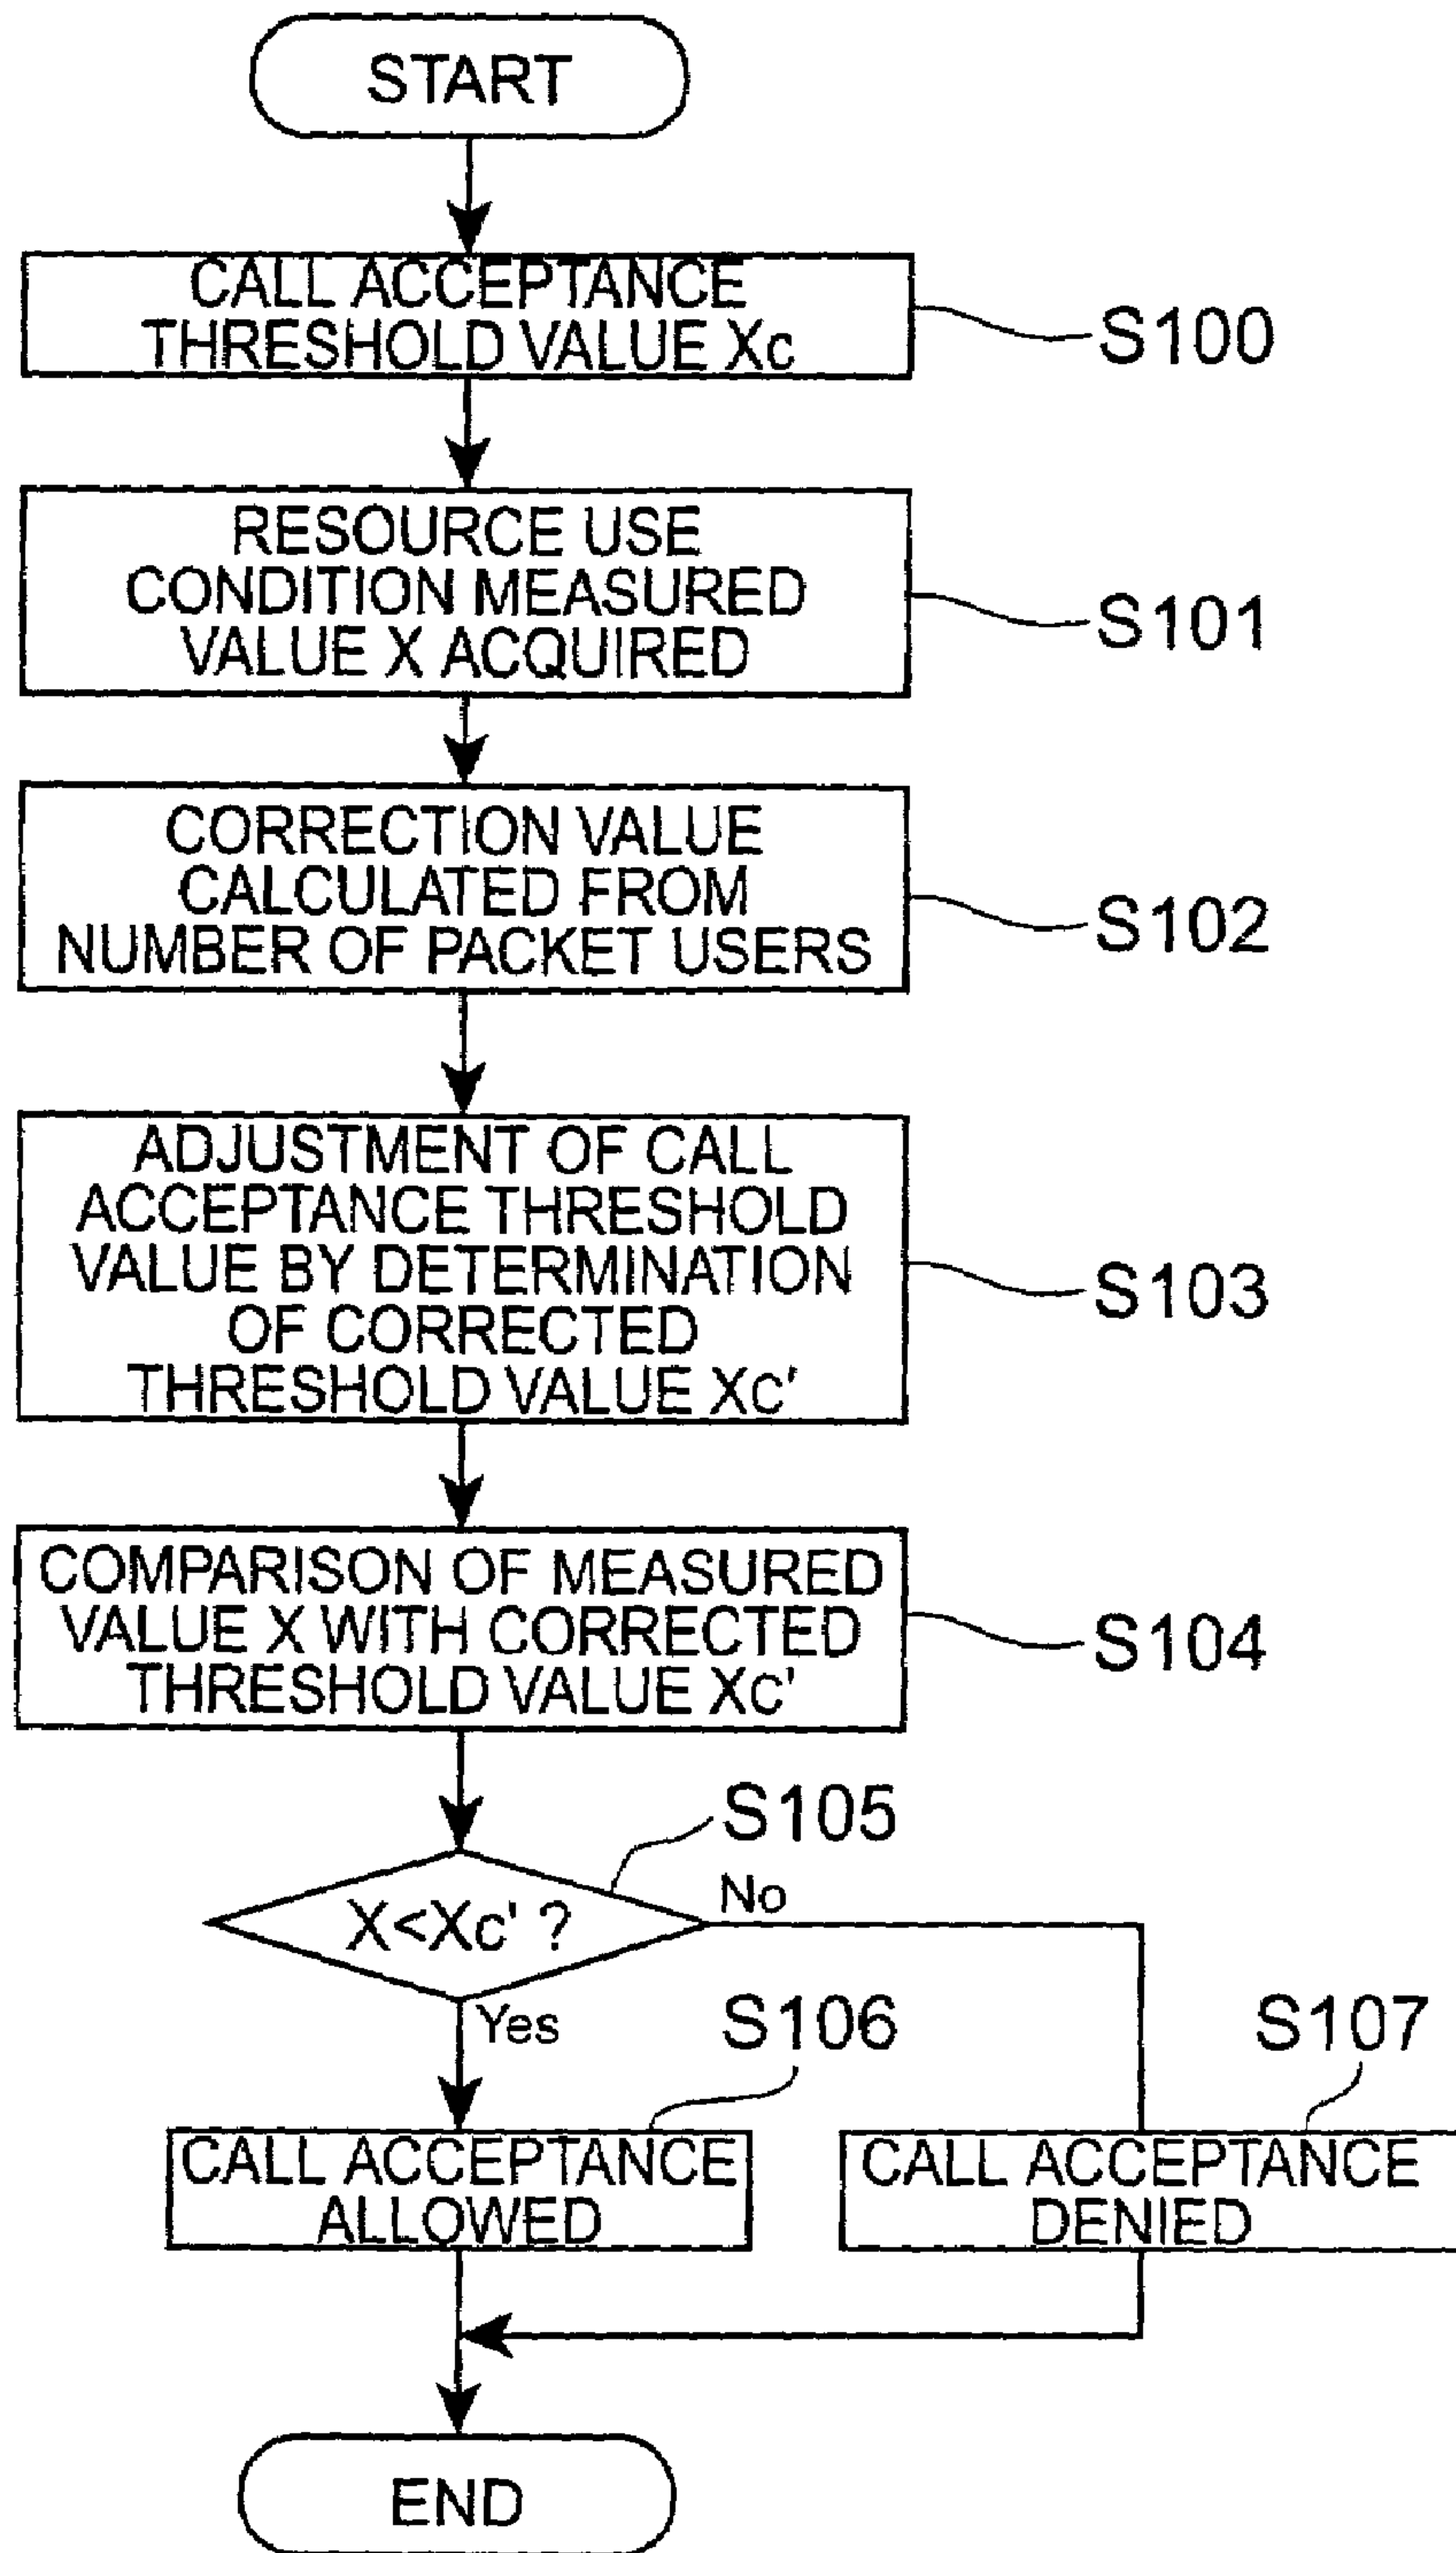 START
CALL ACCEPTANCE
THRESHOLD VALUE Xc
S100
RESOURCE USE
CONDITION MEASURED
VALUE X ACQUIRED
S101
CORRECTION VALUE
CALCULATED FROM
NUMBER OF PACKET USERS
S102
ADJUSTMENT OF CALL
ACCEPTANCE THRESHOLD
VALUE BY DETERMINATION
OF CORRECTED
THRESHOLD VALUE Xc'
S103
COMPARISON OF MEASURED
VALUE X WITH CORRECTED
THRESHOLD VALUE Xc'
S104
S105
X<Xc' ?
No
Yes
S106
S107
CALL ACCEPTANCE
ALLOWED
CALL ACCEPTANCE
DENIED
END